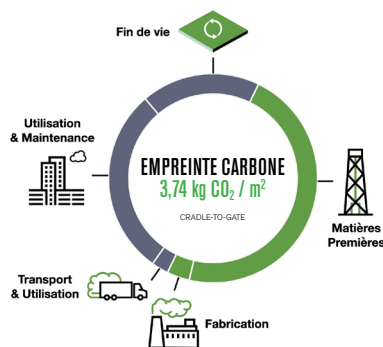 Fin de vie
Utilisation
& Maintenance
EMPREINTE CARBONE
3,74 kg CO₂ / m²
CRADLE-TO-GATE
Matières
Premières
Transport
& Utilisation
Fabrication